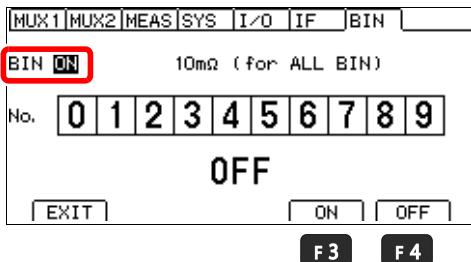 MUX1 MUX2 MEAS SYS I/O IF BIN
BIN ON 10mΩ (for ALL BIN)
No. 0 1 2 3 4 5 6 7 8 9
OFF
EXIT ON OFF
F3 F4